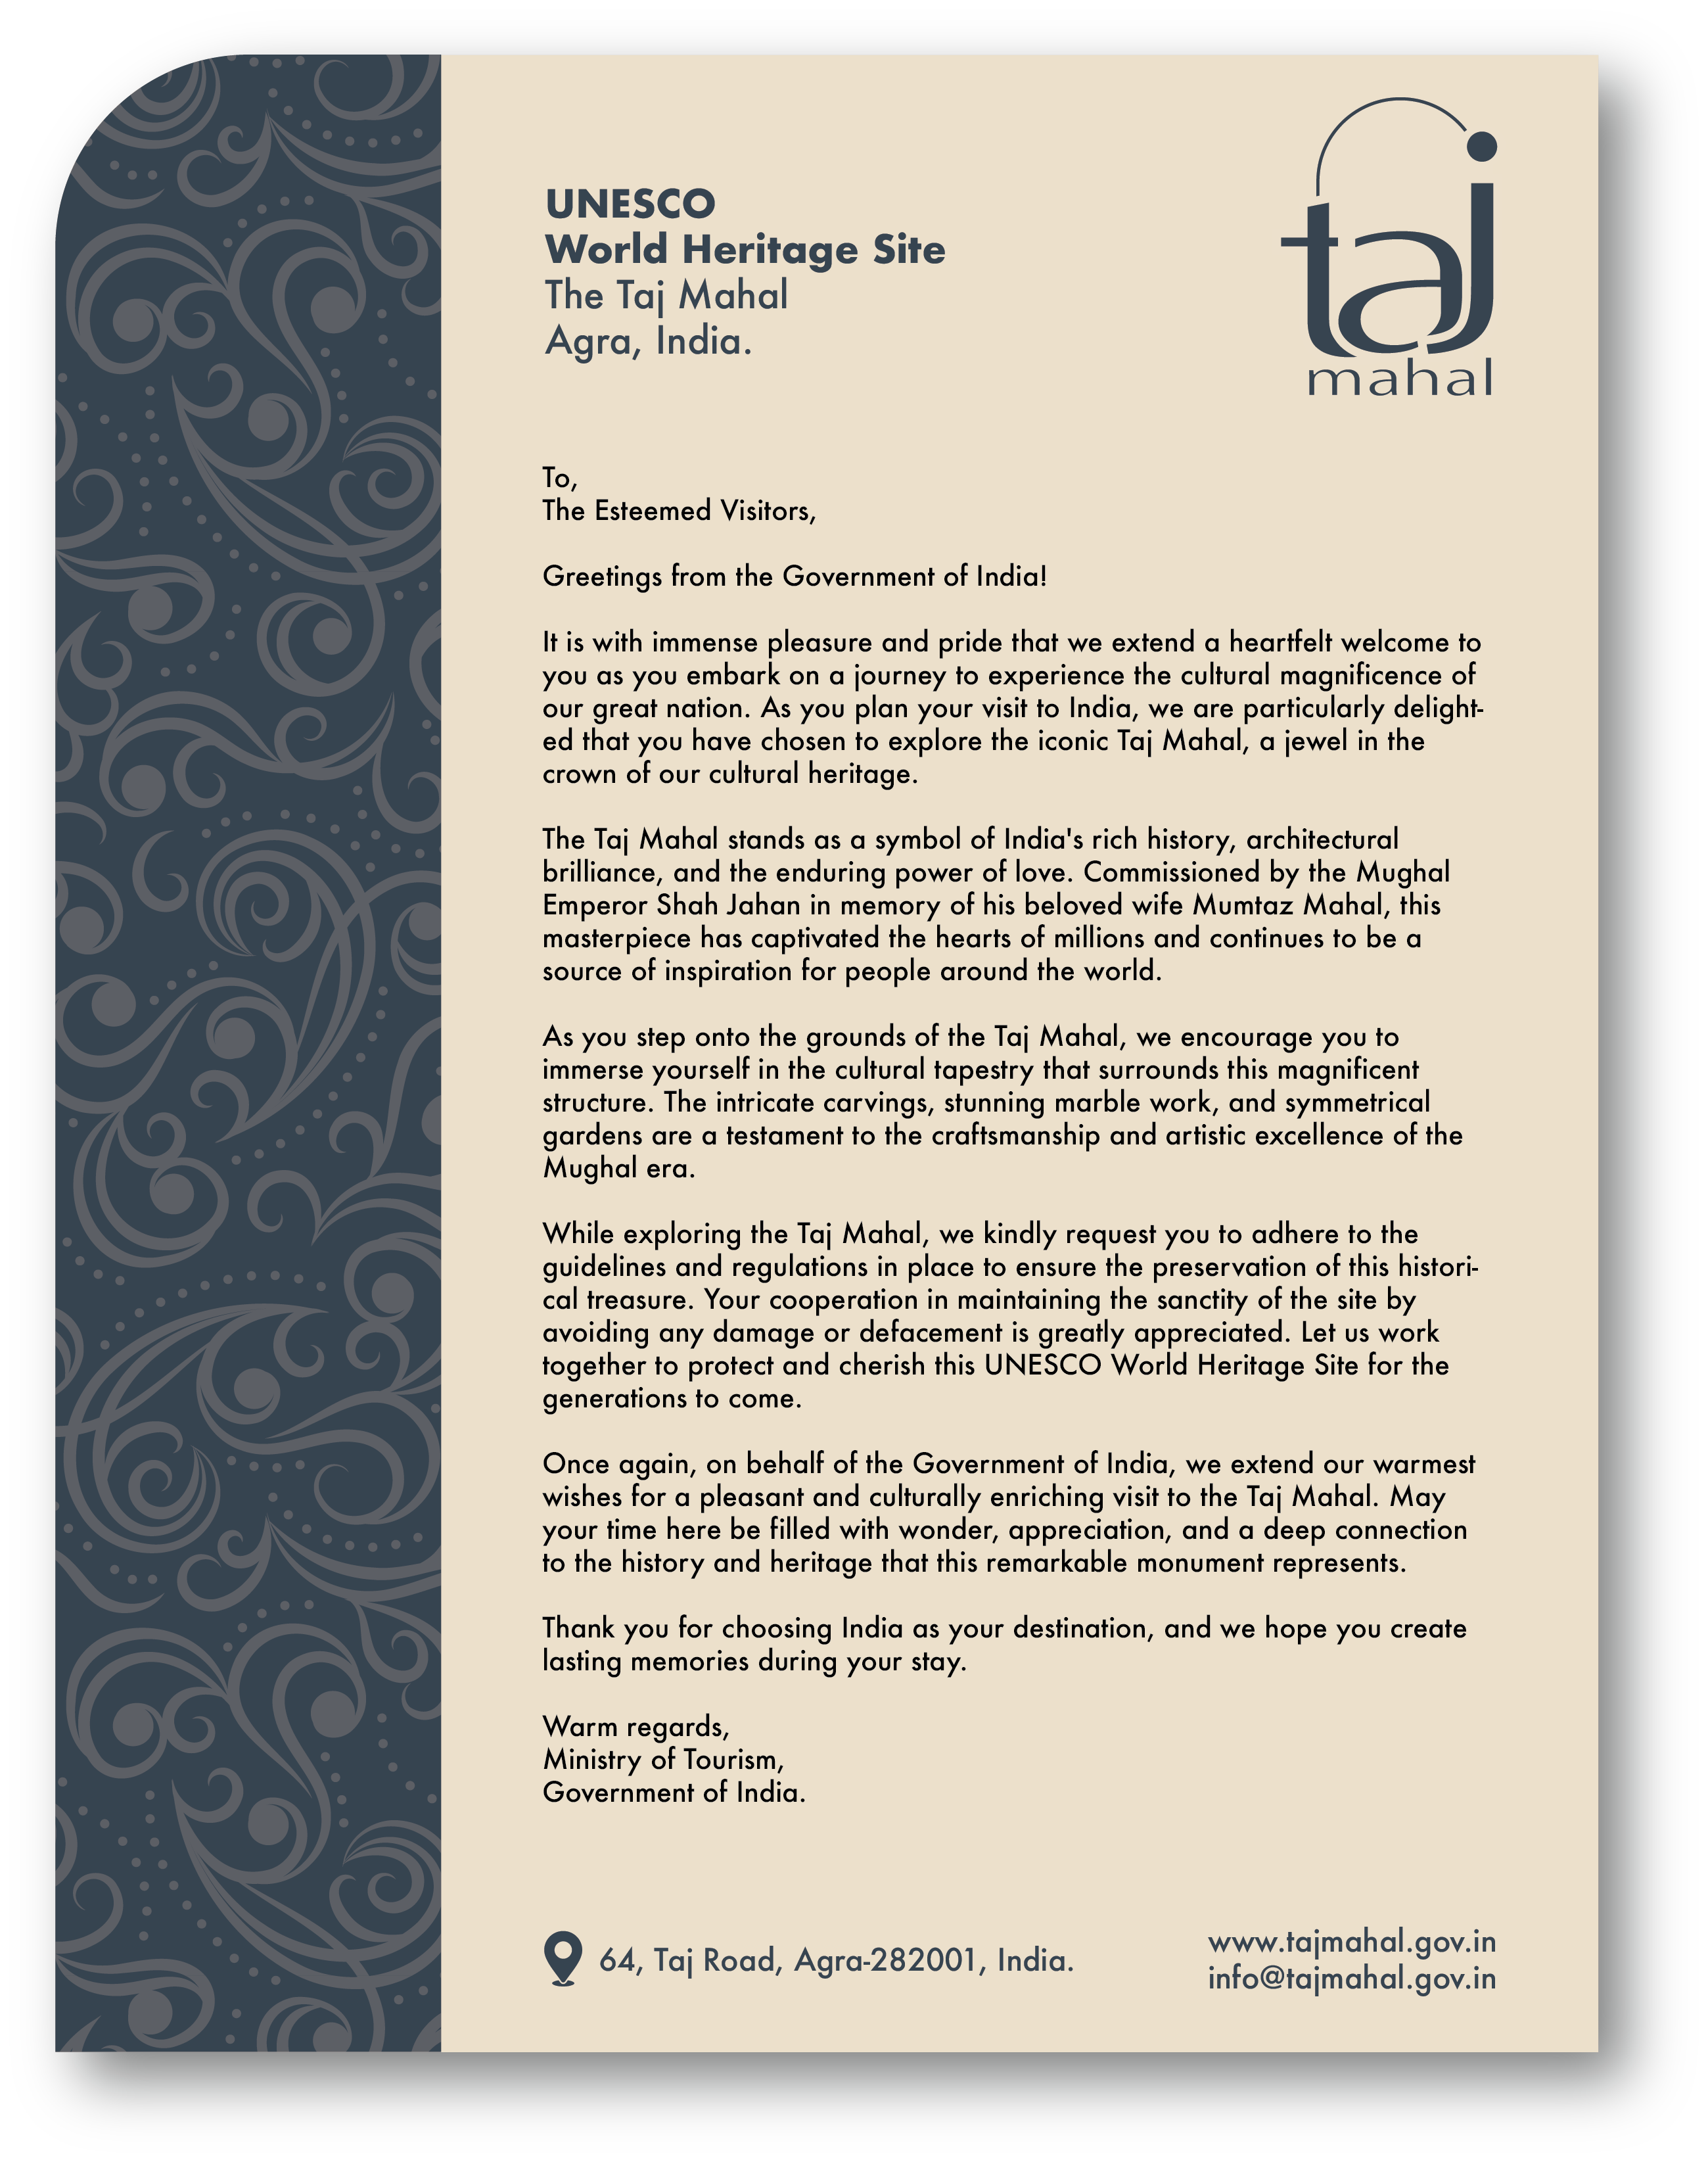 UNESCO
World Heritage Site
The Taj Mahal
Agra, India.
taj
mahal
To,
The Esteemed Visitors,
Greetings from the Government of India!
It is with immense pleasure and pride that we extend a heartfelt welcome to
you as you embark on a journey to experience the cultural magnificence of
our great nation. As you plan your visit to India, we are particularly delight-
ed that you have chosen to explore the iconic Taj Mahal, a jewel in the
crown of our cultural heritage.
The Taj Mahal stands as a symbol of India's rich history, architectural
brilliance, and the enduring power of love. Commissioned by the Mughal
Emperor Shah Jahan in memory of his beloved wife Mumtaz Mahal, this
masterpiece has captivated the hearts of millions and continues to be a
source of inspiration for people around the world.
As you step onto the grounds of the Taj Mahal, we encourage you to
immerse yourself in the cultural tapestry that surrounds this magnificent
structure. The intricate carvings, stunning marble work, and symmetrical
gardens are a testament to the craftsmanship and artistic excellence of the
Mughal era.
While exploring the Taj Mahal, we kindly request you to adhere to the
guidelines and regulations in place to ensure the preservation of this histori-
cal treasure. Your cooperation in maintaining the sanctity of the site by
avoiding any damage or defacement is greatly appreciated. Let us work
together to protect and cherish this UNESCO World Heritage Site for the
generations to come.
Once again, on behalf of the Government of India, we extend our warmest
wishes for a pleasant and culturally enriching visit to the Taj Mahal. May
your time here be filled with wonder, appreciation, and a deep connection
to the history and heritage that this remarkable monument represents.
Thank you for choosing India as your destination, and we hope you create
lasting memories during your stay.
Warm regards,
Ministry of Tourism,
Government of India.
64, Taj Road, Agra-282001, India.
www.tajmahal.gov.in
info@tajmahal.gov.in